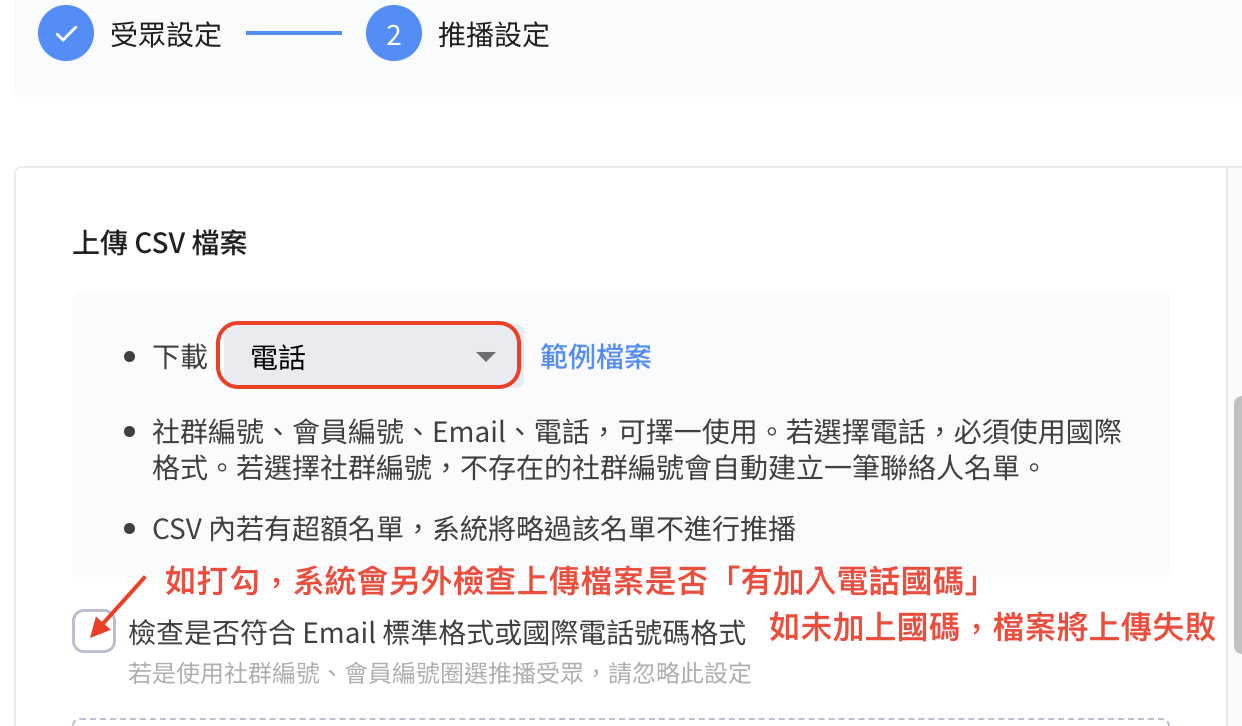 受眾設定
2 推播設定
上傳 CSV 檔案
下載 電話 範例檔案
社群編號、會員編號、Email、電話，可擇一使用。若選擇電話，必須使用國際
格式。若選擇社群編號，不存在的社群編號會自動建立一筆聯絡人名單。
CSV 內若有超額名單，系統將略過該名單不進行推播
如打勾，系統會另外檢查上傳檔案是否「有加入電話國碼」
檢查是否符合 Email 標準格式或國際電話號碼格式 如未加上國碼，檔案將上傳失敗
若是使用社群編號、會員編號圈選推播受眾，請忽略此設定